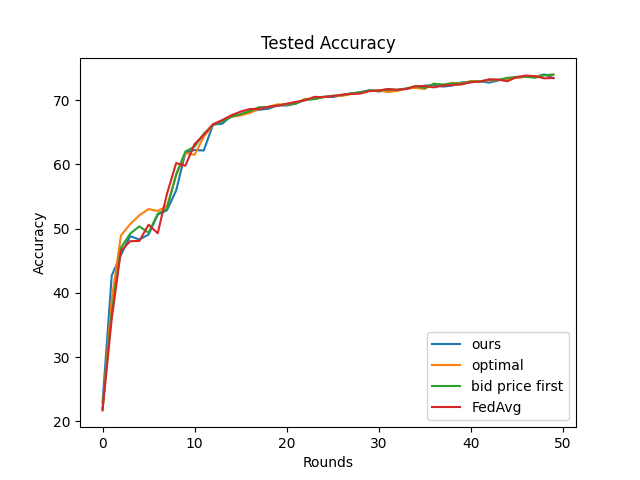 Tested Accuracy
Accuracy
70
60
50
40
30
20
0 10 20 30 40 50
Rounds
ours
optimal
bid price first
FedAvg